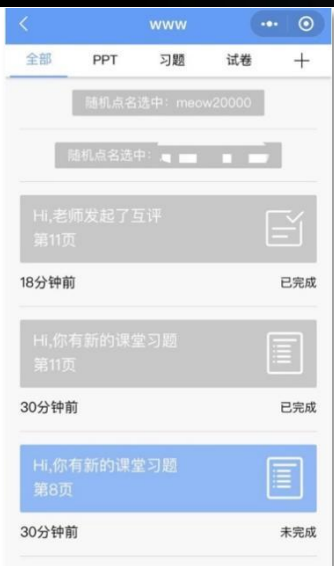 www
全部 PPT 习题 试卷
随机点名选中：meow20000
随机点名选中：
Hi,老师发起了互评
第11页
18分钟前 已完成
Hi,你有新的课堂习题
第11页
30分钟前 已完成
Hi,你有新的课堂习题
第8页
30分钟前 未完成